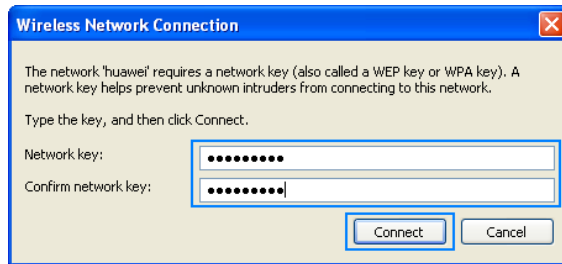 Wireless Network Connection
The network 'huawei' requires a network key (also called a WEP key or WPA key). A
network key helps prevent unknown intruders from connecting to this network.
Type the key, and then click Connect.
Network key:
•••••••••
Confirm network key:
•••••••••
Connect
Cancel